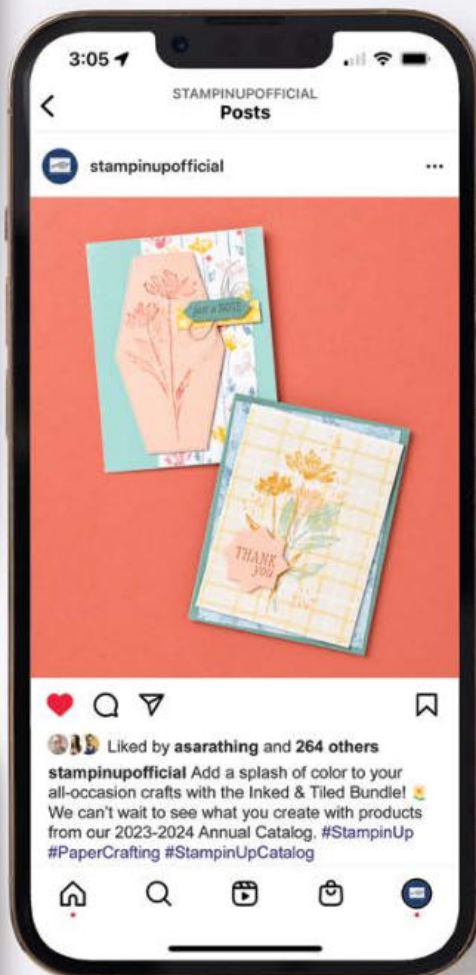 3:05
STAMPINUPOFFICIAL
Posts
stampinupofficial
just a NOTE
THANK
you
Liked by asarathing and 264 others
stampinupofficial Add a splash of color to your
all-occasion crafts with the Inked & Tiled Bundle! 🌷
We can't wait to see what you create with products
from our 2023-2024 Annual Catalog. #StampinUp
#PaperCrafting #StampinUpCatalog